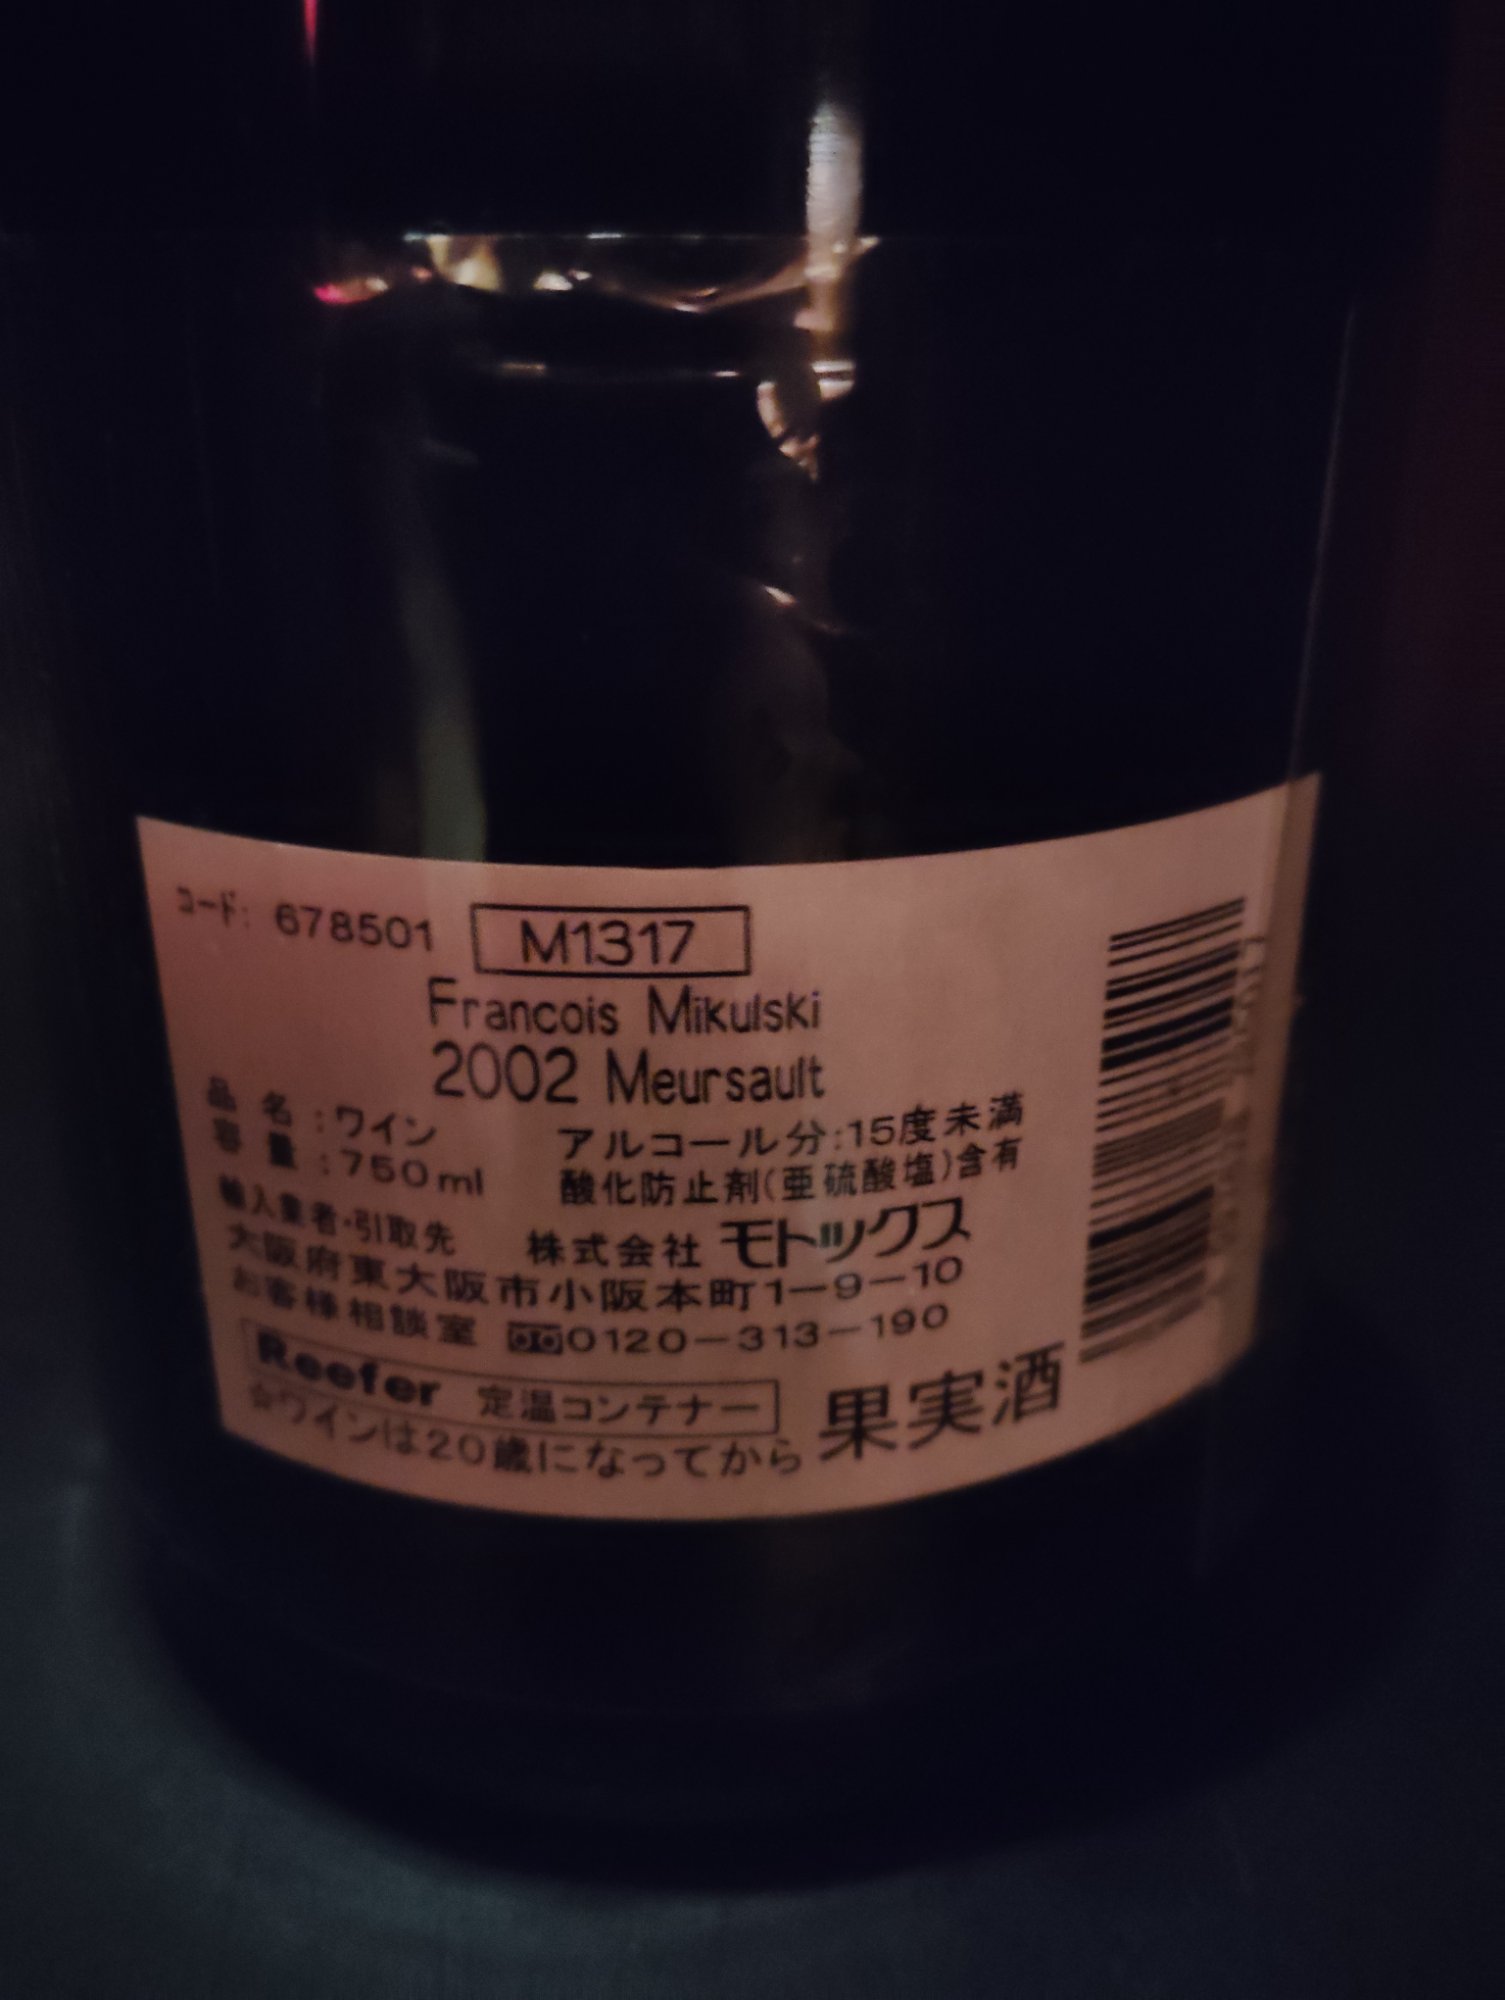 コード: 678501 M1317
Francois Mikulski
2002 Meursault
品 名 : ワイン アルコール分:15度未満
容 量 : 750ml 酸化防止剤(亜硫酸塩)含有
輸入業者・引取先 株式会社 モトックス
大阪府東大阪市小阪本町1-9-10
お客様相談室 0120-313-190
Reefer 定温コンテナー
☆ワインは20歳になってから 果実酒